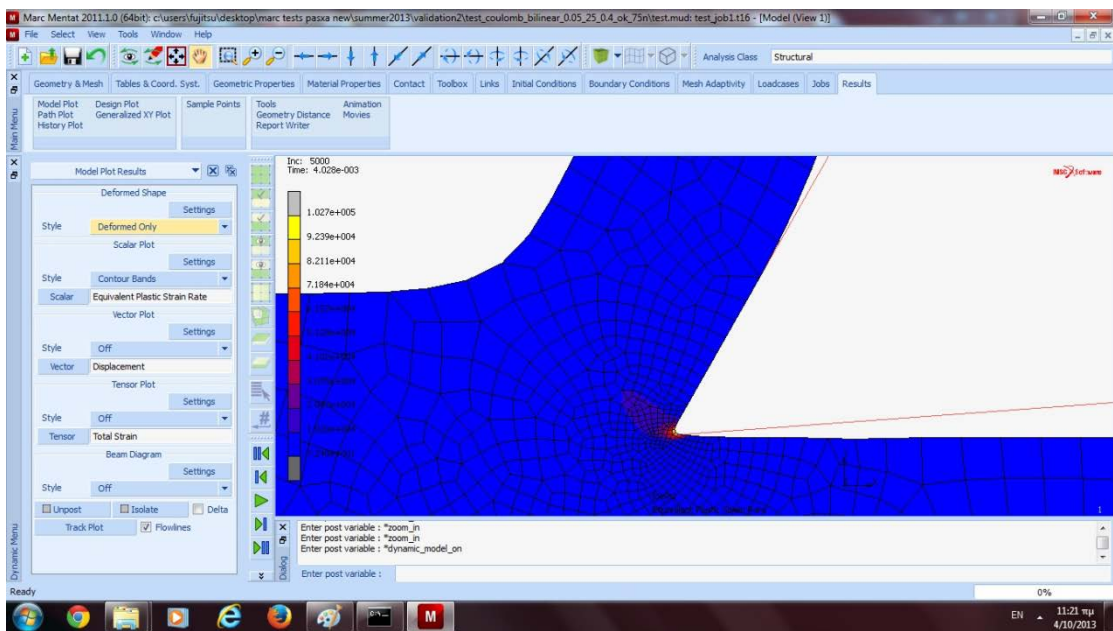 Marc Mentat 2011.1.0 (64bit): c:\users\fujitsu\desktop\marc tests pasxa new\summer2013\validation2\test_coulomb_bilinear_0.05_25_0.4_ok_75n\test.mud: test_job1.t16 - [Model (View 1)]
File Select View Tools Window Help
Analysis Class Structural
Geometry & Mesh Tables & Coord. Syst. Geometric Properties Material Properties Contact Toolbox Links Initial Conditions Boundary Conditions Mesh Adaptivity Loadcases Jobs Results
Main Menu
Model Plot Design Plot Sample Points Tools Animation
Path Plot Generalized XY Plot Geometry Distance Movies
History Plot Report Writer
Dynamic Menu
Model Plot Results
Deformed Shape
Settings
Style Deformed Only
Scalar Plot
Settings
Style Contour Bands
Scalar Equivalent Plastic Strain Rate
Vector Plot
Settings
Style Off
Vector Displacement
Tensor Plot
Settings
Style Off
Tensor Total Strain
Beam Diagram
Settings
Style Off
Unpost Isolate Delta
Track Plot Flowlines
Inc: 5000
Time: 4.028e-003
1.027e+005
9.239e+004
8.211e+004
7.184e+004
MSC Software
1
Dialog
Enter post variable : *zoom_in
Enter post variable : *zoom_in
Enter post variable : *dynamic_model_on
Enter post variable :
Ready
0%
EN
11:21 πμ
4/10/2013